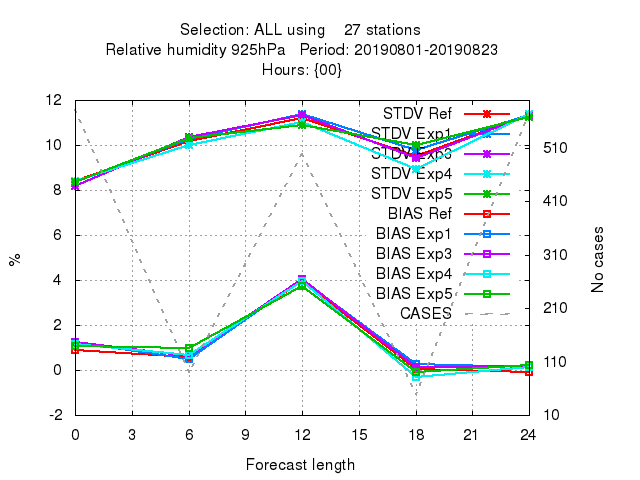 Selection: ALL using 27 stations
Relative humidity 925hPa Period: 20190801-20190823
Hours: {00}
12
10
8
6
4
2
0
-2
%
510
410
310
210
110
10
No cases
STDV Ref
STDV Exp1
STDV Exp3
STDV Exp4
STDV Exp5
BIAS Ref
BIAS Exp1
BIAS Exp3
BIAS Exp4
BIAS Exp5
CASES
0 3 6 9 12 15 18 21 24
Forecast length